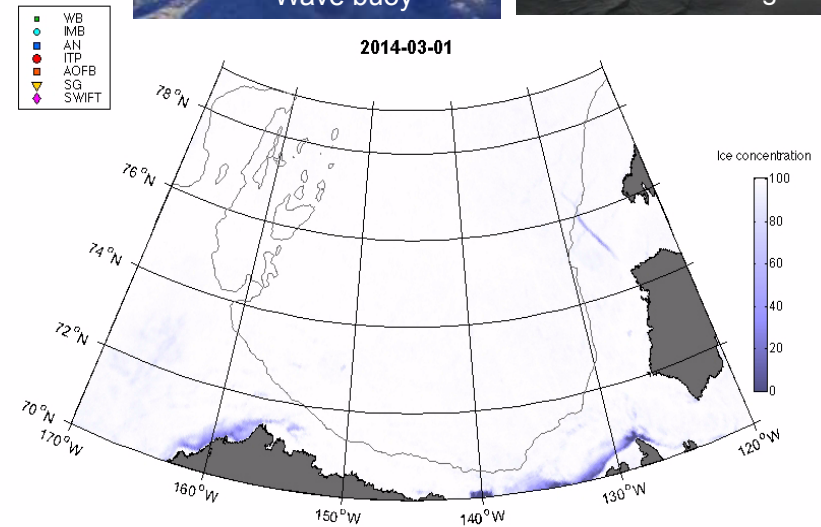 Wave buoy
g
WB
IMB
AN
ITP
AOFB
SG
SWIFT
2014-03-01
78°N
76°N
74°N
72°N
70°N
170°W
160°W
150°W
140°W
130°W
120°W
Ice concentration
100
80
60
40
20
0